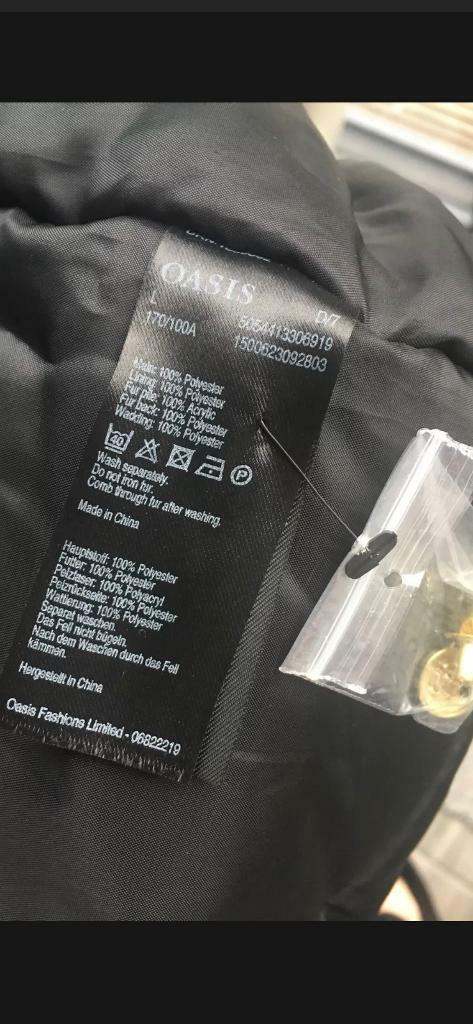 OASIS
L D/7
170/100A 5054413306919
1500623092803
Main: 100% Polyester
Lining: 100% Polyester
Fur pile: 100% Acrylic
Fur back: 100% Polyester
Wadding: 100% Polyester
40 P
Wash separately.
Do not iron fur.
Comb through fur after washing.
Made in China
Hauptstoff: 100% Polyester
Futter: 100% Polyester
Pelzfaser: 100% Polyacryl
Pelzrückseite: 100% Polyester
Wattierung: 100% Polyester
Separat waschen.
Das Fell nicht bügeln.
Nach dem Waschen durch das Fell
kämmen.
Hergestellt in China
Oasis Fashions Limited - 06822219